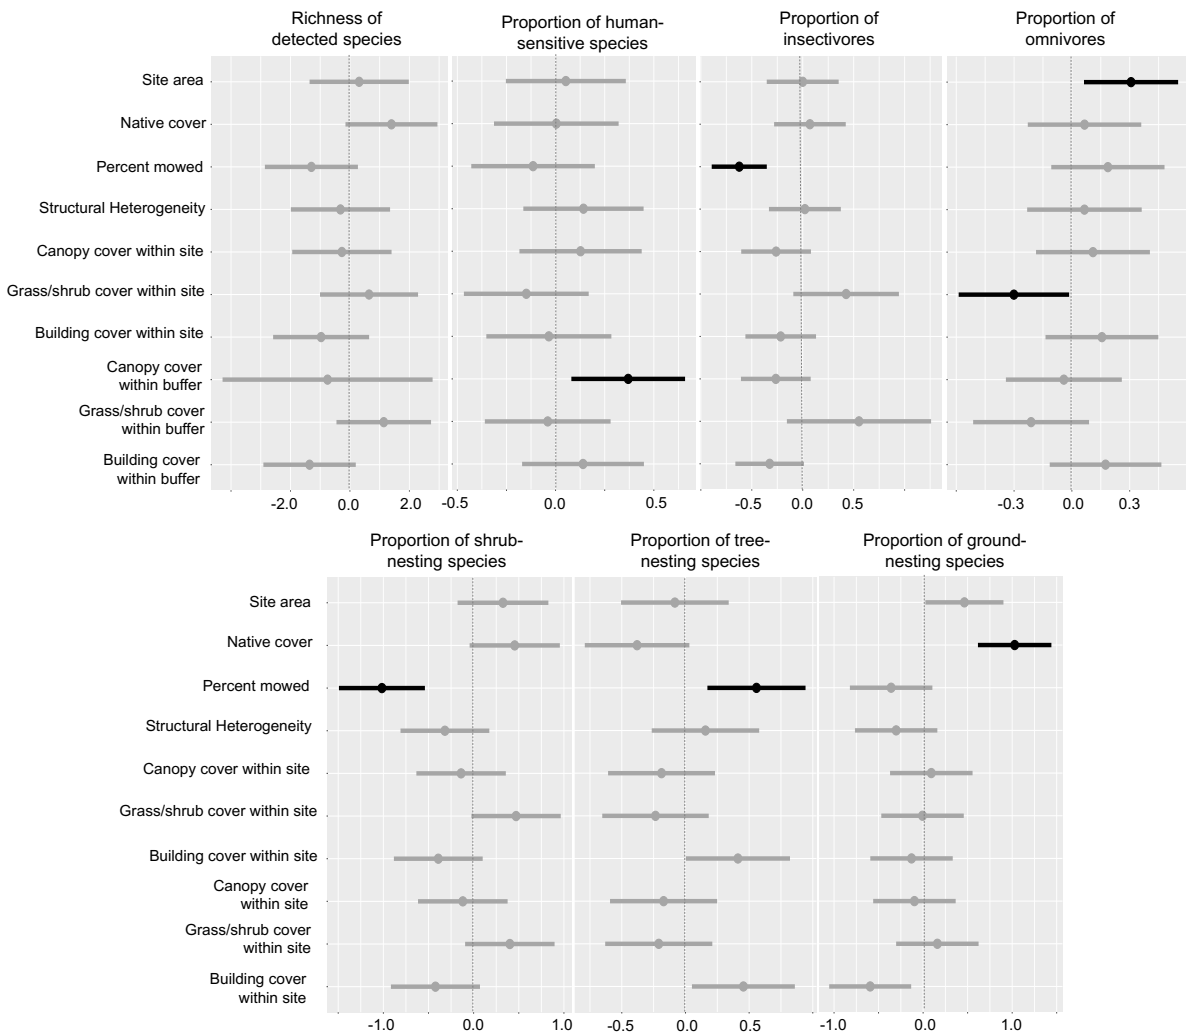 Richness of
detected species
Proportion of human-
sensitive species
Proportion of
insectivores
Proportion of
omnivores
Site area
Native cover
Percent mowed
Structural Heterogeneity
Canopy cover within site
Grass/shrub cover within site
Building cover within site
Canopy cover
within buffer
Grass/shrub cover
within buffer
Building cover
within buffer
-2.0 0.0 2.0
-0.5 0.0 0.5
-0.5 0.0 0.5
-0.3 0.0 0.3
Proportion of shrub-
nesting species
Proportion of tree-
nesting species
Proportion of ground-
nesting species
Site area
Native cover
Percent mowed
Structural Heterogeneity
Canopy cover within site
Grass/shrub cover within site
Building cover within site
Canopy cover
within site
Grass/shrub cover
within site
Building cover
within site
-1.0 0.0 1.0
-0.5 0.0 0.5
-1.0 0.0 1.0